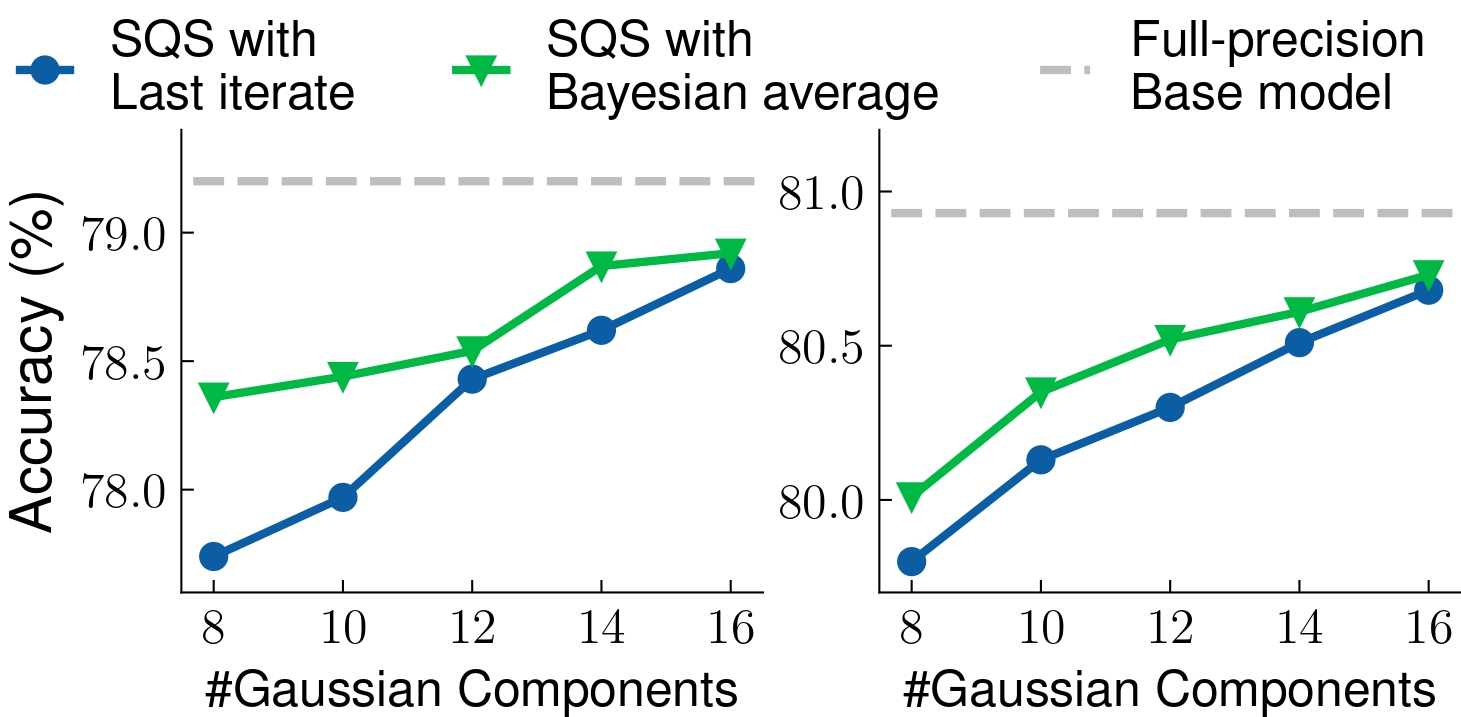 SQS with
Last iterate
SQS with
Bayesian average
Full-precision
Base model
Accuracy (%)
79.0
78.5
78.0
8 10 12 14 16
#Gaussian Components
81.0
80.5
80.0
8 10 12 14 16
#Gaussian Components